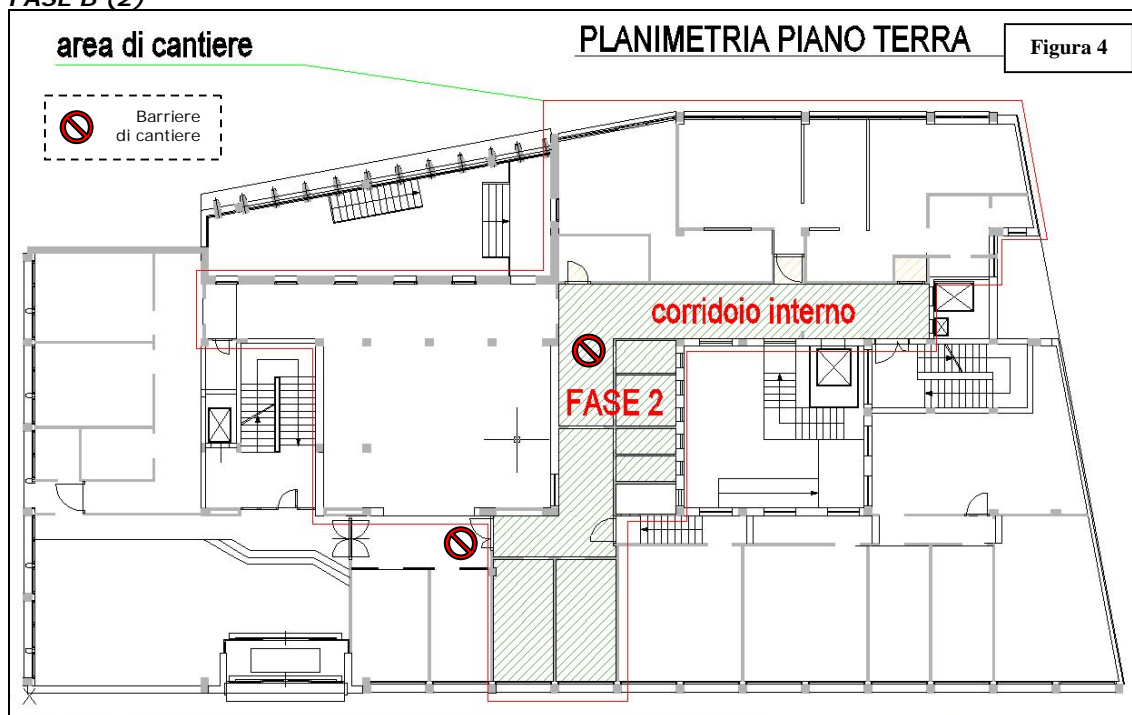 FASE B (2)
area di cantiere
PLANIMETRIA PIANO TERRA
Figura 4
Barriere
di cantiere
corridoio interno
FASE 2